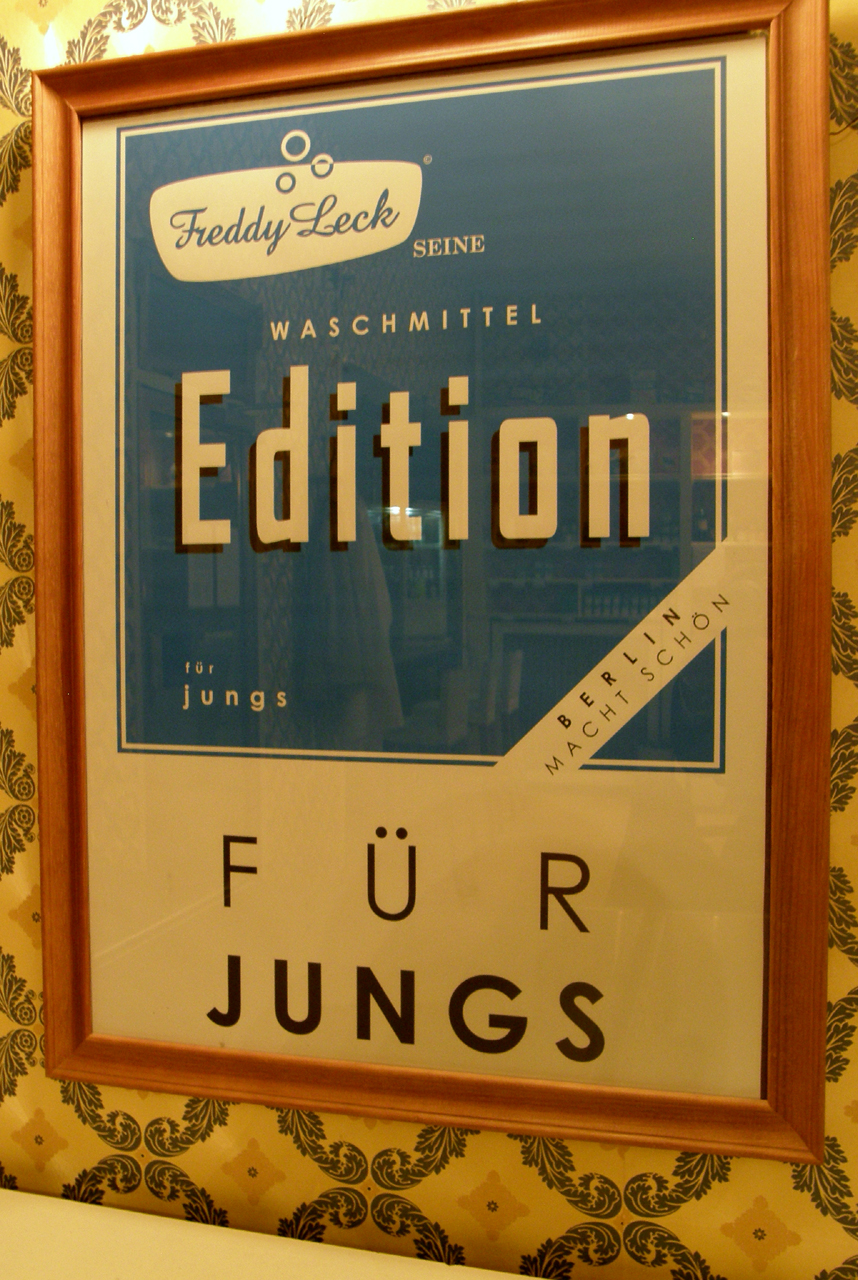 Freddy Leck ©
SEINE
WASCHMITTEL
Edition
für
jungs
BERLIN
MACHT SCHÖN
FÜR
JUNGS